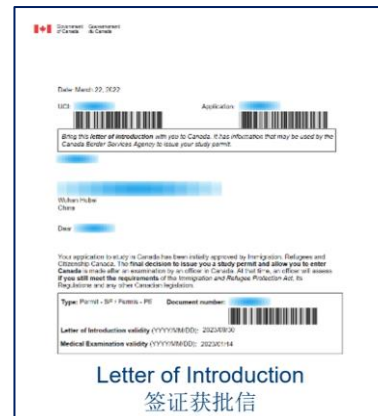 Government of Canada
Gouvernement du Canada
Date: March 22, 2022
UCI:
Application:
Bring this letter of introduction with you to Canada. It has information that may be used by the
Canada Border Services Agency to issue your study permit.
Wuhan Hubei
China
Dear
Your application to study in Canada has been initially approved by Immigration, Refugees and
Citizenship Canada. The final decision to issue you a study permit and allow you to enter
Canada is made after an examination by an officer in Canada. At that time, an officer will assess
if you still meet the requirements of the Immigration and Refugee Protection Act, its
Regulations and any other Canadian legislation.
Type: Permit - SP / Permis - PE Document number:
Letter of Introduction validity (YYYY/MM/DD): 2023/09/30
Medical Examination validity (YYYY/MM/DD): 2023/01/14
Letter of Introduction
签证获批信